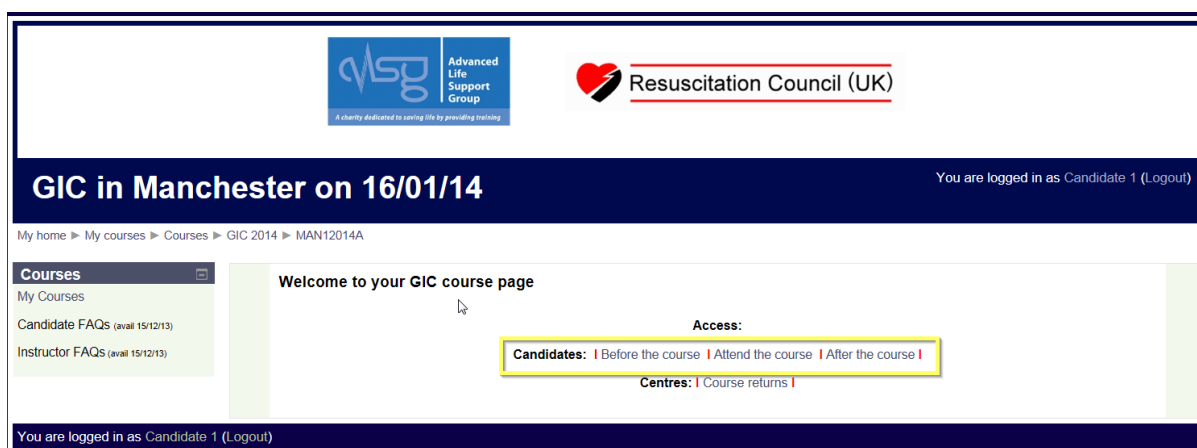 alsg
Advanced
Life
Support
Group
A charity dedicated to saving life by providing training
Resuscitation Council (UK)
GIC in Manchester on 16/01/14
You are logged in as Candidate 1 (Logout)
My home ► My courses ► Courses ► GIC 2014 ► MAN12014A
Courses
My Courses
Candidate FAQs (avail 15/12/13)
Instructor FAQs (avail 15/12/13)
Welcome to your GIC course page
Access:
Candidates: I Before the course I Attend the course I After the course I
Centres: I Course returns I
You are logged in as Candidate 1 (Logout)